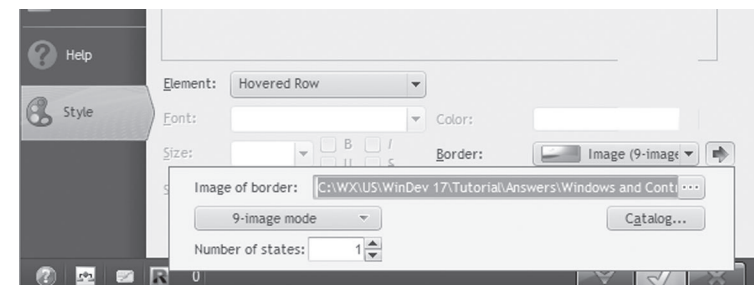 Help
Element: Hovered Row
Style
Font: Color:
Size: B I Border: Image (9-image
U S
S
Image of border: C:\WX\US\WinDev 17\Tutorial\Answers\Windows and Contr ...
9-image mode Catalog...
Number of states: 1
R 0